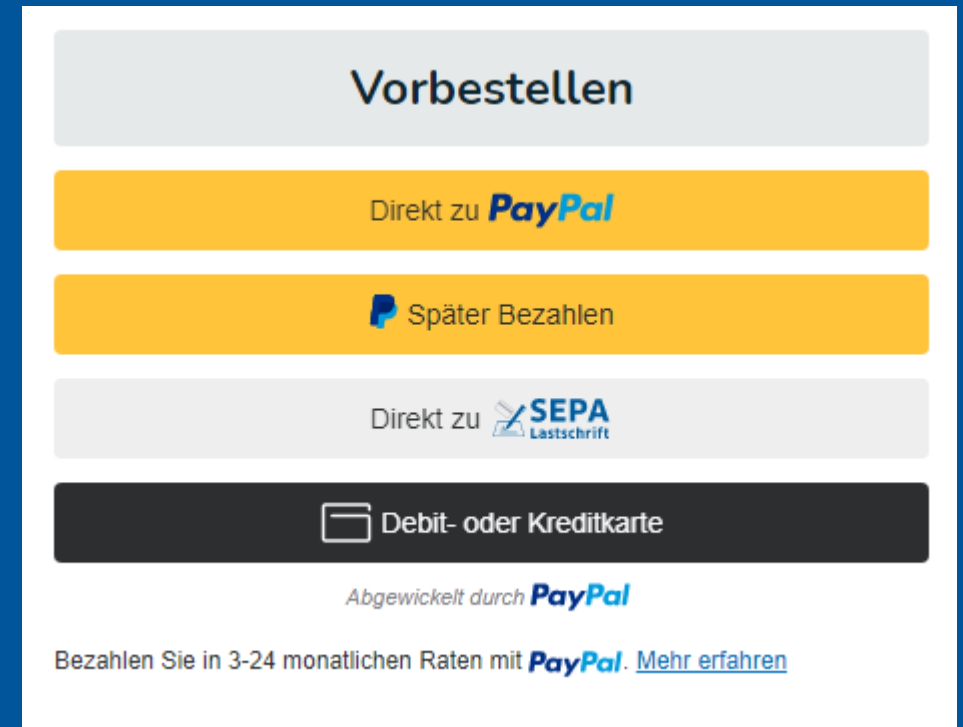 Vorbestellen
Direkt zu PayPal
Später Bezahlen
Direkt zu SEPA Lastschrift
Debit- oder Kreditkarte
Abgewickelt durch PayPal
Bezahlen Sie in 3-24 monatlichen Raten mit PayPal. Mehr erfahren